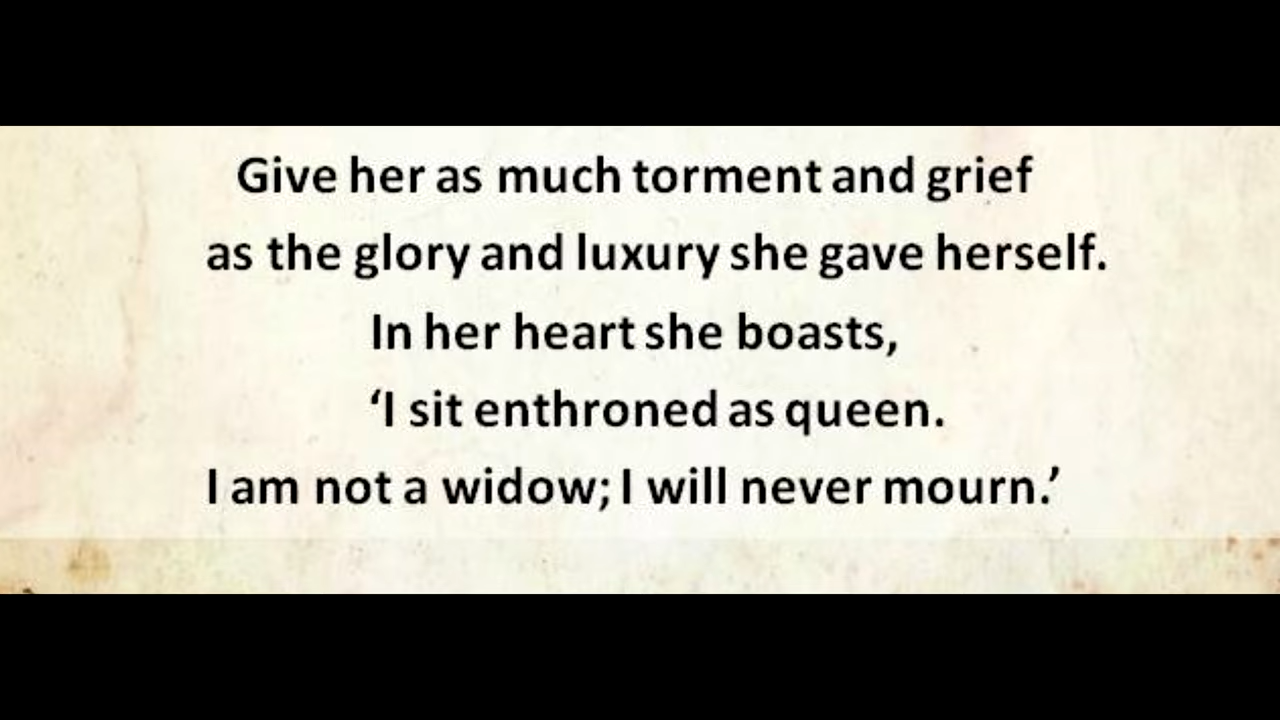 Give her as much torment and grief
as the glory and luxury she gave herself.
In her heart she boasts,
‘I sit enthroned as queen.
I am not a widow; I will never mourn.’